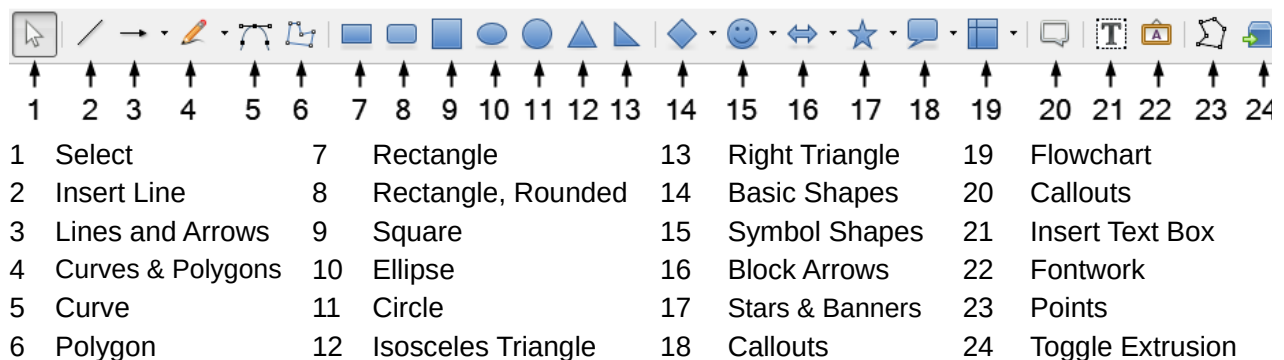 T A
1 2 3 4 5 6 7 8 9 10 11 12 13 14 15 16 17 18 19 20 21 22 23 24
1 Select 7 Rectangle 13 Right Triangle 19 Flowchart
2 Insert Line 8 Rectangle, Rounded 14 Basic Shapes 20 Callouts
3 Lines and Arrows 9 Square 15 Symbol Shapes 21 Insert Text Box
4 Curves & Polygons 10 Ellipse 16 Block Arrows 22 Fontwork
5 Curve 11 Circle 17 Stars & Banners 23 Points
6 Polygon 12 Isosceles Triangle 18 Callouts 24 Toggle Extrusion